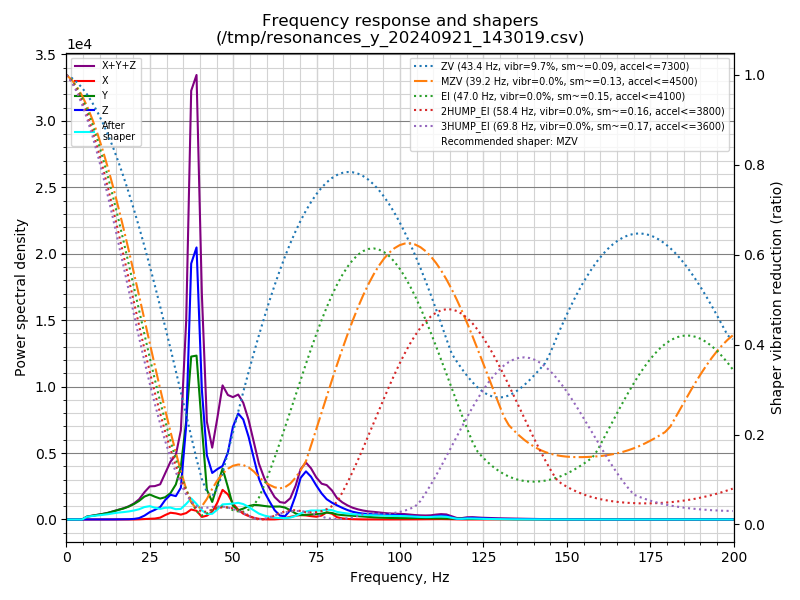 Frequency response and shapers
(/tmp/resonances_y_20240921_143019.csv)
1e4
X+Y+Z
X
Y
Z
After
shaper
ZV (43.4 Hz, vibr=9.7%, sm~=0.09, accel<=7300)
MZV (39.2 Hz, vibr=0.0%, sm~=0.13, accel<=4500)
EI (47.0 Hz, vibr=0.0%, sm~=0.15, accel<=4100)
2HUMP_EI (58.4 Hz, vibr=0.0%, sm~=0.16, accel<=3800)
3HUMP_EI (69.8 Hz, vibr=0.0%, sm~=0.17, accel<=3600)
Recommended shaper: MZV
3.5
3.0
2.5
2.0
1.5
1.0
0.5
0.0
Power spectral density
1.0
0.8
0.6
0.4
0.2
0.0
Shaper vibration reduction (ratio)
0 25 50 75 100 125 150 175 200
Frequency, Hz